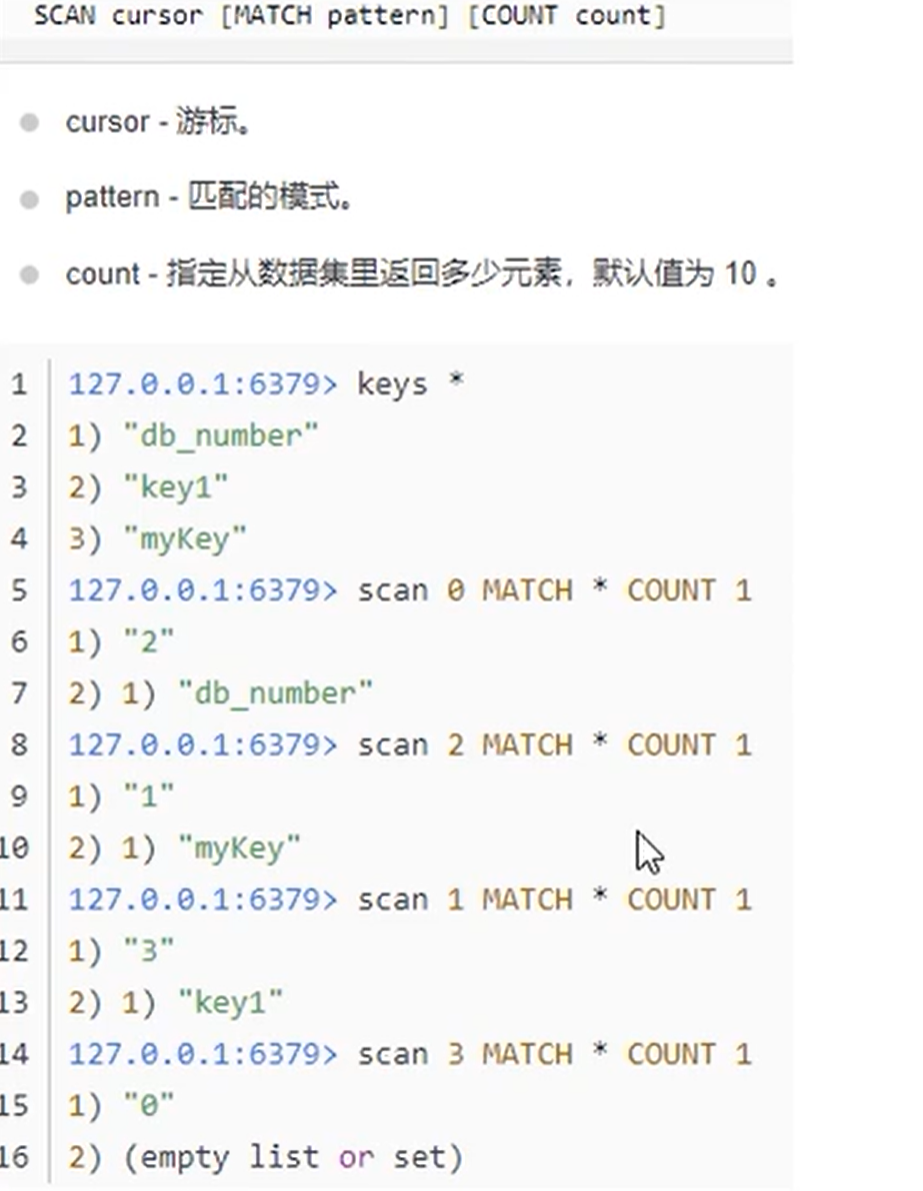 SCAN cursor [MATCH pattern] [COUNT count]
cursor - 游标。
pattern - 匹配的模式。
count - 指定从数据集里返回多少元素，默认值为 10 。
1 127.0.0.1:6379> keys *
2 1) "db_number"
3 2) "key1"
4 3) "myKey"
5 127.0.0.1:6379> scan 0 MATCH * COUNT 1
6 1) "2"
7 2) 1) "db_number"
8 127.0.0.1:6379> scan 2 MATCH * COUNT 1
9 1) "1"
10 2) 1) "myKey"
11 127.0.0.1:6379> scan 1 MATCH * COUNT 1
12 1) "3"
13 2) 1) "key1"
14 127.0.0.1:6379> scan 3 MATCH * COUNT 1
15 1) "0"
16 2) (empty list or set)